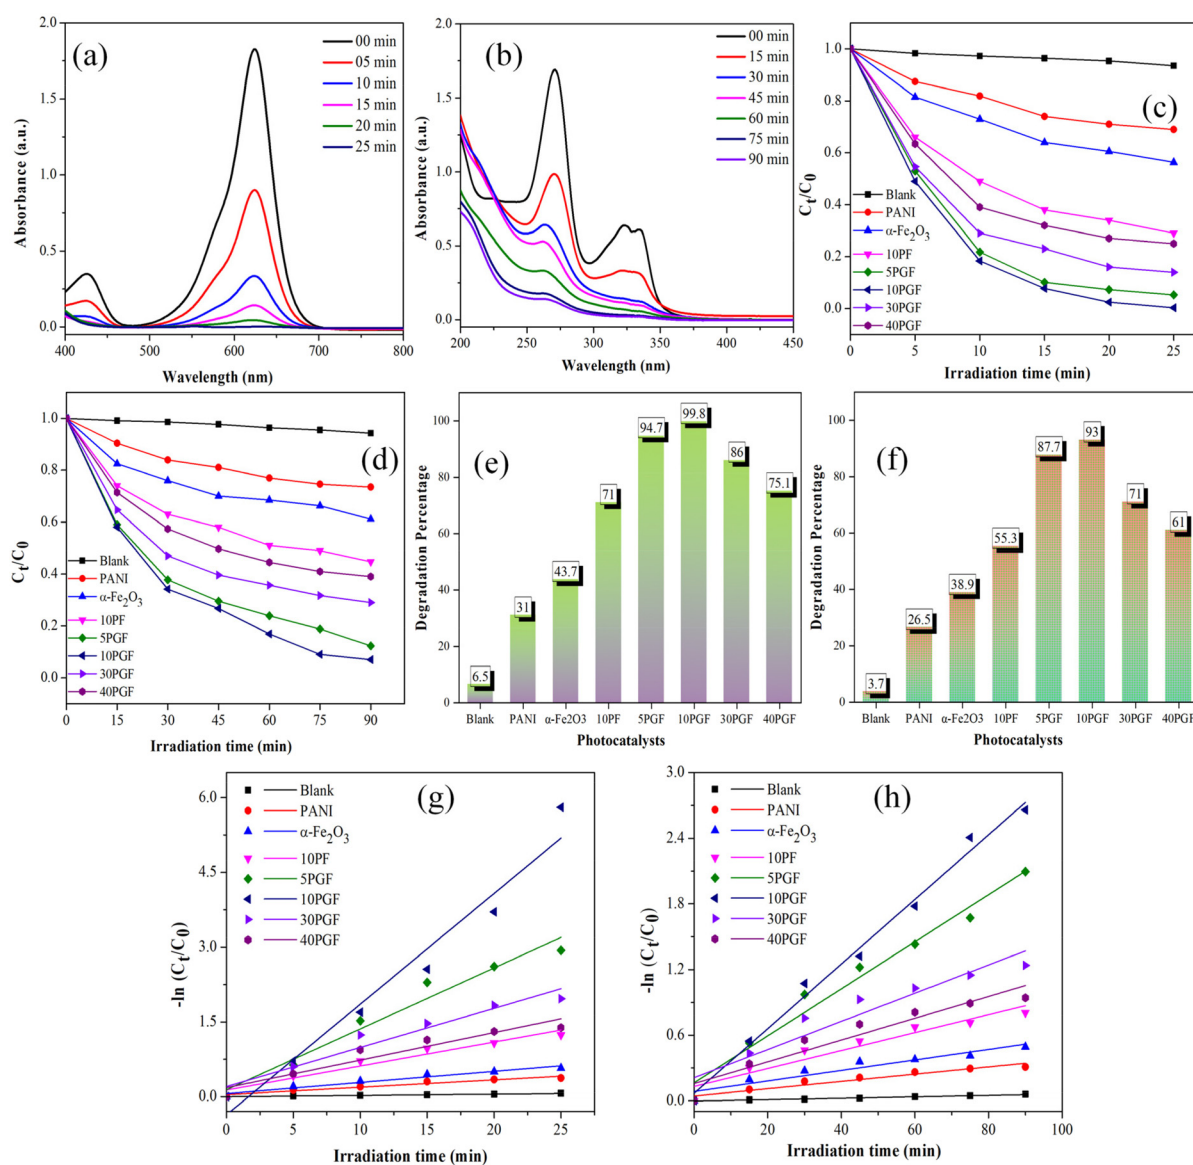 (a)
00 min
05 min
10 min
15 min
20 min
25 min
2.0
1.5
1.0
0.5
0.0
400 500 600 700 800
Absorbance (a.u.)
Wavelength (nm)
(b)
00 min
15 min
30 min
45 min
60 min
75 min
90 min
2.0
1.5
1.0
0.5
0.0
200 250 300 350 400 450
Absorbance (a.u.)
Wavelength (nm)
(c)
1.0
0.8
0.6
0.4
0.2
0.0
Blank
PANI
α-Fe2O3
10PF
5PGF
10PGF
30PGF
40PGF
0 5 10 15 20 25
Ct/C0
Irradiation time (min)
(d)
1.0
0.8
0.6
0.4
0.2
0.0
Blank
PANI
α-Fe2O3
10PF
5PGF
10PGF
30PGF
40PGF
0 15 30 45 60 75 90
Ct/C0
Irradiation time (min)
(e)
100
80
60
40
20
0
6.5
31
43.7
71
94.7
99.8
86
75.1
Blank PANI α-Fe2O3 10PF 5PGF 10PGF 30PGF 40PGF
Degradation Percentage
Photocatalysts
(f)
100
80
60
40
20
0
3.7
26.5
38.9
55.3
87.7
93
71
61
Blank PANI α-Fe2O3 10PF 5PGF 10PGF 30PGF 40PGF
Degradation Percentage
Photocatalysts
(g)
6.0
4.5
3.0
1.5
0.0
Blank
PANI
α-Fe2O3
10PF
5PGF
10PGF
30PGF
40PGF
0 5 10 15 20 25
-ln (Ct/C0)
Irradiation time (min)
(h)
3.0
2.4
1.8
1.2
0.6
0.0
Blank
PANI
α-Fe2O3
10PF
5PGF
10PGF
30PGF
40PGF
0 20 40 60 80 100
-ln (Ct/C0)
Irradiation time (min)